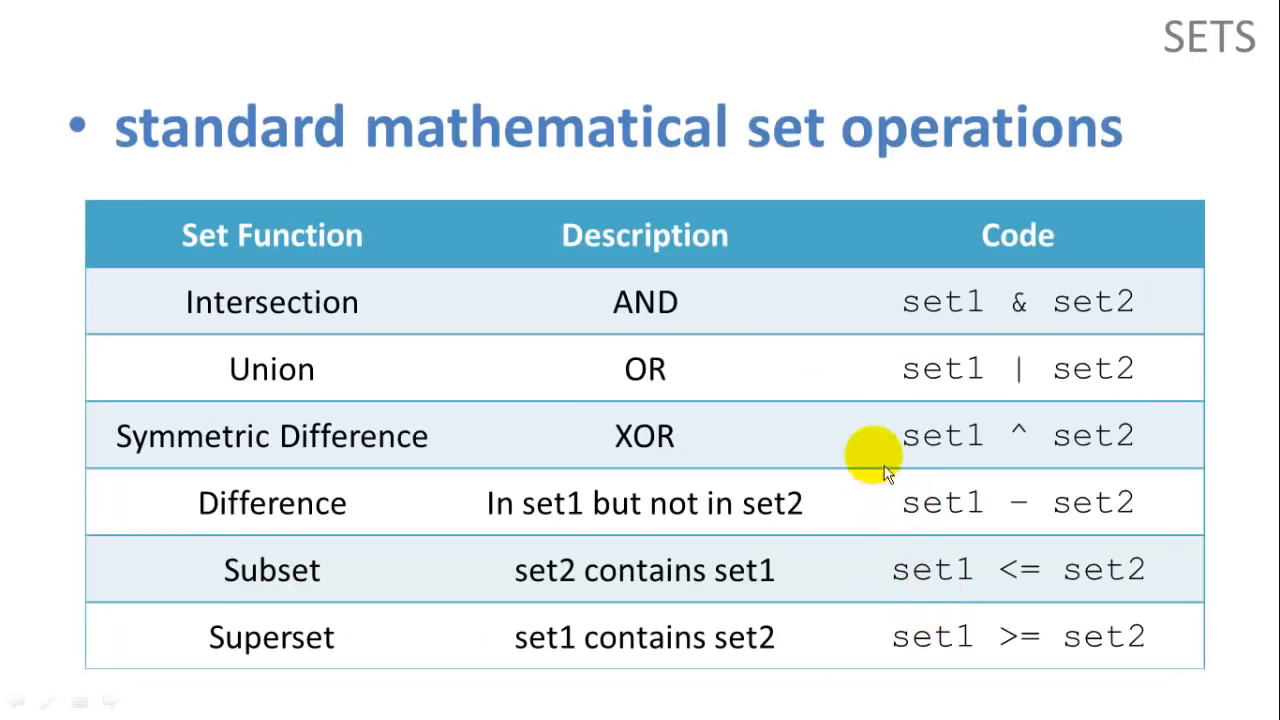 SETS
• standard mathematical set operations
Set Function Description Code
Intersection AND set1 & set2
Union OR set1 | set2
Symmetric Difference XOR set1 ^ set2
Difference In set1 but not in set2 set1 – set2
Subset set2 contains set1 set1 <= set2
Superset set1 contains set2 set1 >= set2